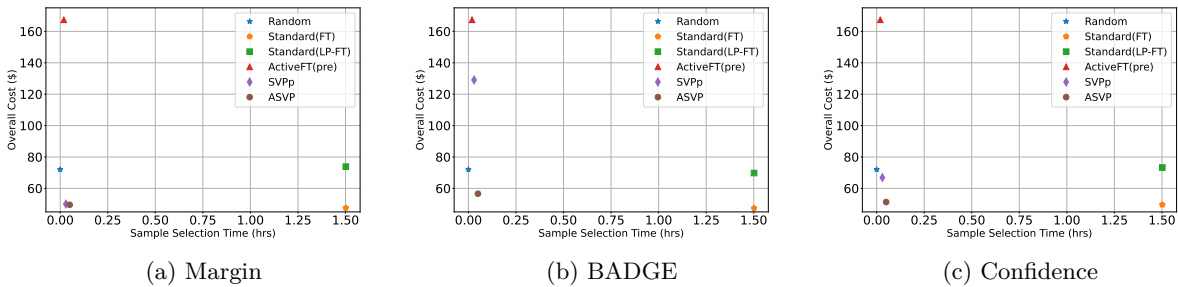 Overall Cost ($)
160
140
120
100
80
60
0.00 0.25 0.50 0.75 1.00 1.25 1.50
Sample Selection Time (hrs)
Random
Standard(FT)
Standard(LP-FT)
ActiveFT(pre)
SVPp
ASVP
(a) Margin
Overall Cost ($)
160
140
120
100
80
60
0.00 0.25 0.50 0.75 1.00 1.25 1.50
Sample Selection Time (hrs)
Random
Standard(FT)
Standard(LP-FT)
ActiveFT(pre)
SVPp
ASVP
(b) BADGE
Overall Cost ($)
160
140
120
100
80
60
0.00 0.25 0.50 0.75 1.00 1.25 1.50
Sample Selection Time (hrs)
Random
Standard(FT)
Standard(LP-FT)
ActiveFT(pre)
SVPp
ASVP
(c) Confidence